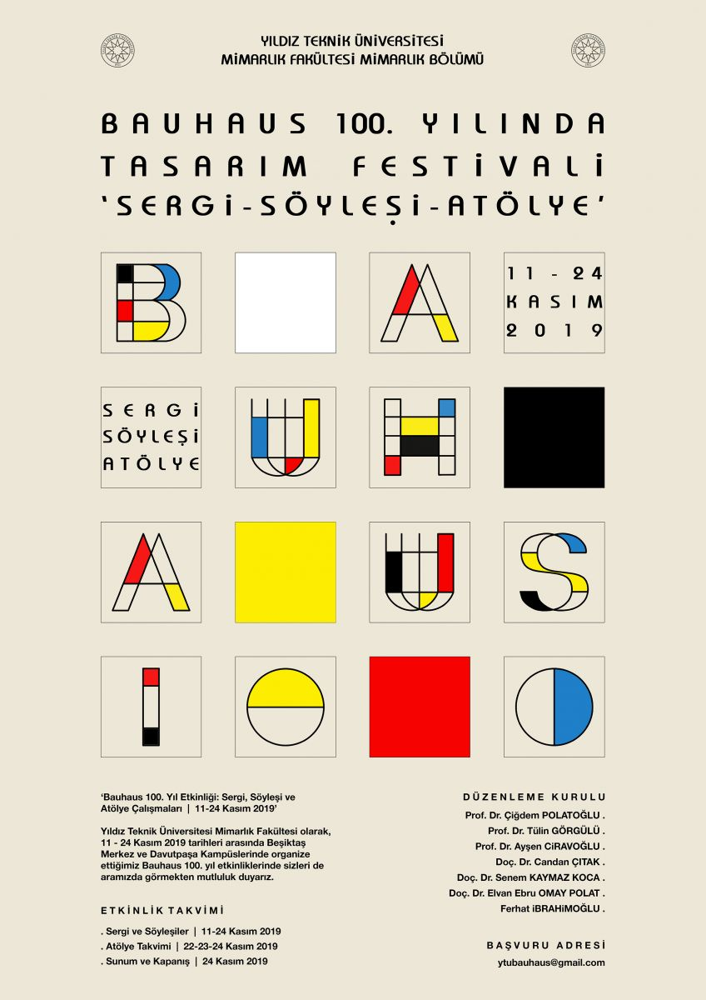 YILDIZ TEKNİK ÜNİVERSİTESİ
MİMARLIK FAKÜLTESİ MİMARLIK BÖLÜMÜ
BAUHAUS 100. YILINDA
TASARIM FESTİVALİ
‘SERGİ-SÖYLEŞİ-ATÖLYE’
B A
11 - 24
KASIM
2019
SERGİ
SÖYLEŞİ
ATÖLYE
U H
A U S
1 0 0
‘Bauhaus 100. Yıl Etkinliği: Sergi, Söyleşi ve
Atölye Çalışmaları | 11-24 Kasım 2019’
Yıldız Teknik Üniversitesi Mimarlık Fakültesi olarak,
11 - 24 Kasım 2019 tarihleri arasında Beşiktaş
Merkez ve Davutpaşa Kampüslerinde organize
ettiğimiz Bauhaus 100. yıl etkinliklerinde sizleri de
aramızda görmekten mutluluk duyarız.
ETKİNLİK TAKVİMİ
. Sergi ve Söyleşiler | 11-24 Kasım 2019
. Atölye Takvimi | 22-23-24 Kasım 2019
. Sunum ve Kapanış | 24 Kasım 2019
DÜZENLEME KURULU
Prof. Dr. Çiğdem POLATOĞLU .
Prof. Dr. Tülin GÖRGÜLÜ .
Prof. Dr. Ayşen CiRAVOĞLU .
Doç. Dr. Candan ÇITAK .
Doç. Dr. Senem KAYMAZ KOCA .
Doç. Dr. Elvan Ebru OMAY POLAT .
Ferhat iBRAHiMOĞLU .
BAŞVURU ADRESİ
ytubauhaus@gmail.com